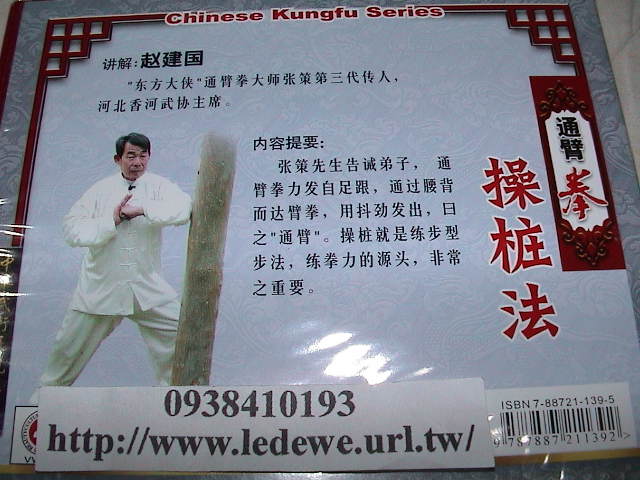 Chinese Kungfu Series
讲解:赵建国
"东方大侠"通臂拳大师张策第三代传人，
河北香河武协主席。
内容提要:
张策先生告诫弟子， 通
臂拳力发自足跟，通过腰背
而达臂拳，用抖劲发出，曰
之"通臂"。操桩就是练步型
步法，练拳力的源头，非常
之重要。
通臂拳
操桩法
0938410193
http://www.ledewe.url.tw/
ISBN 7-88721-139-5
9 787887 211392 >